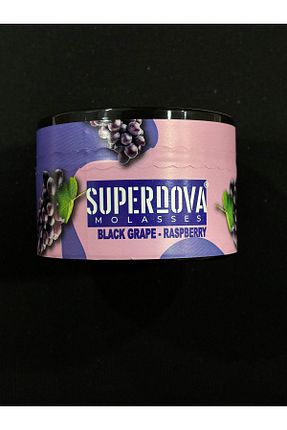 SUPERNOVA®
MOLASSES
BLACK GRAPE - RASPBERRY